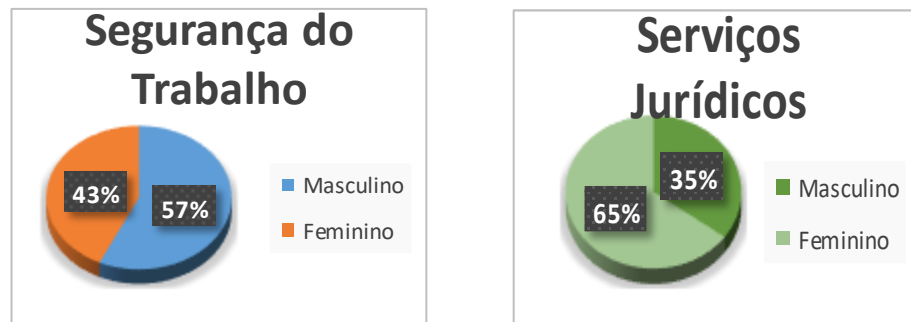 Segurança do
Trabalho
43%
57%
Masculino
Feminino
Serviços
Jurídicos
35%
65%
Masculino
Feminino